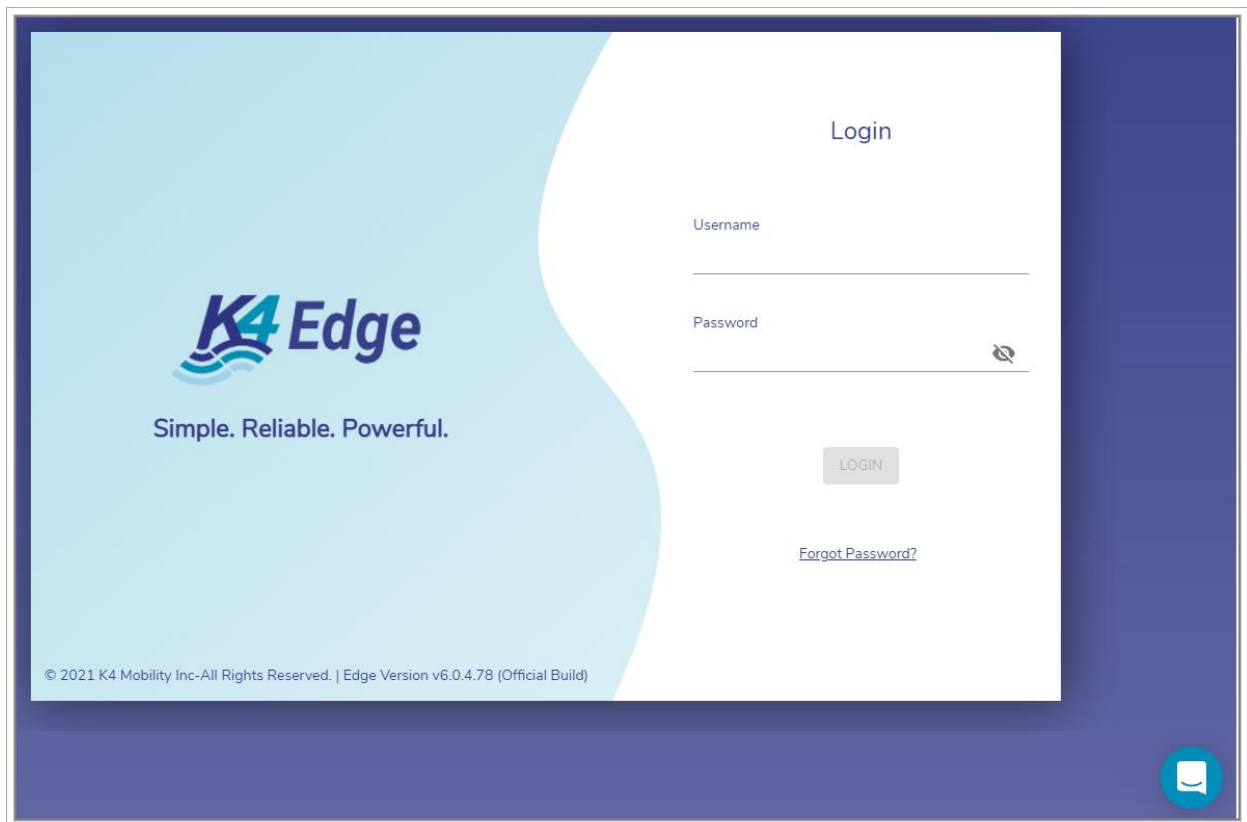 K4 Edge
Simple. Reliable. Powerful.
© 2021 K4 Mobility Inc-All Rights Reserved. | Edge Version v6.0.4.78 (Official Build)
Login
Username
Password
LOGIN
Forgot Password?